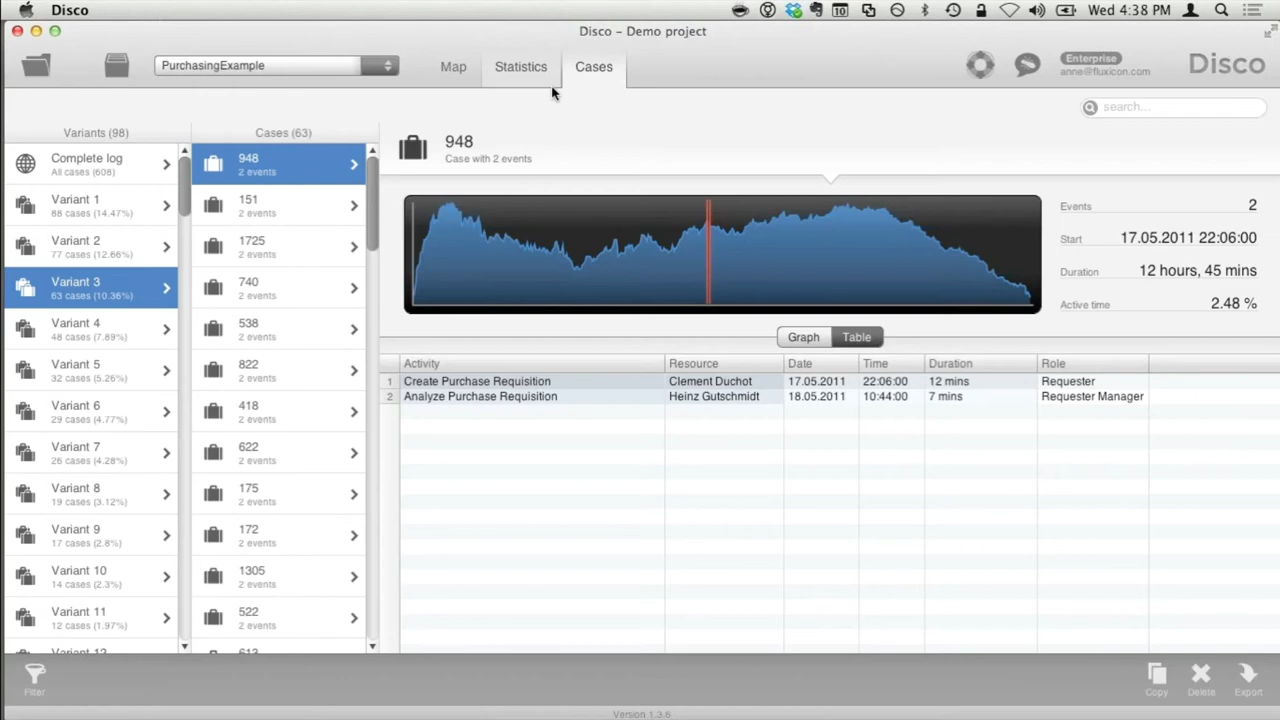 Disco
10
Wed 4:38 PM
Disco – Demo project
PurchasingExample
Map
Statistics
Cases
Enterprise
anne@fluxicon.com
Disco
search...
Variants (98)
Complete log
All cases (608)
Variant 1
88 cases (14.47%)
Variant 2
77 cases (12.66%)
Variant 3
63 cases (10.36%)
Variant 4
48 cases (7.89%)
Variant 5
32 cases (5.26%)
Variant 6
29 cases (4.77%)
Variant 7
26 cases (4.28%)
Variant 8
19 cases (3.12%)
Variant 9
17 cases (2.8%)
Variant 10
14 cases (2.3%)
Variant 11
12 cases (1.97%)
Variant 12
Cases (63)
948
2 events
151
2 events
1725
2 events
740
2 events
538
2 events
822
2 events
418
2 events
622
2 events
175
2 events
172
2 events
1305
2 events
522
2 events
613
948
Case with 2 events
Events 2
Start 17.05.2011 22:06:00
Duration 12 hours, 45 mins
Active time 2.48 %
Graph
Table
Activity Resource Date Time Duration Role
1 Create Purchase Requisition Clement Duchot 17.05.2011 22:06:00 12 mins Requester
2 Analyze Purchase Requisition Heinz Gutschmidt 18.05.2011 10:44:00 7 mins Requester Manager
Filter
Copy
Delete
Export
Version 1.3.6